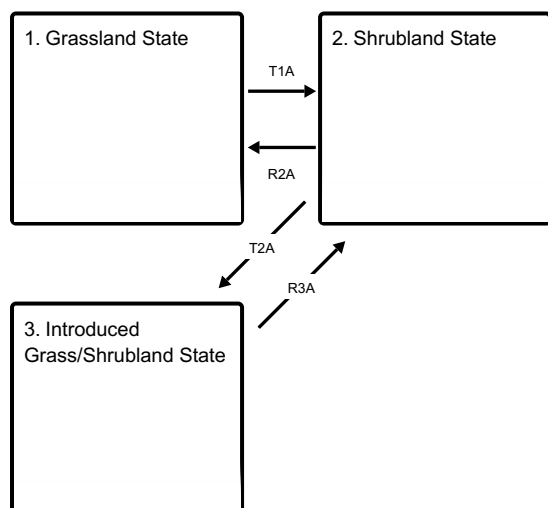 1. Grassland State
2. Shrubland State
T1A
R2A
T2A
R3A
3. Introduced
Grass/Shrubland State